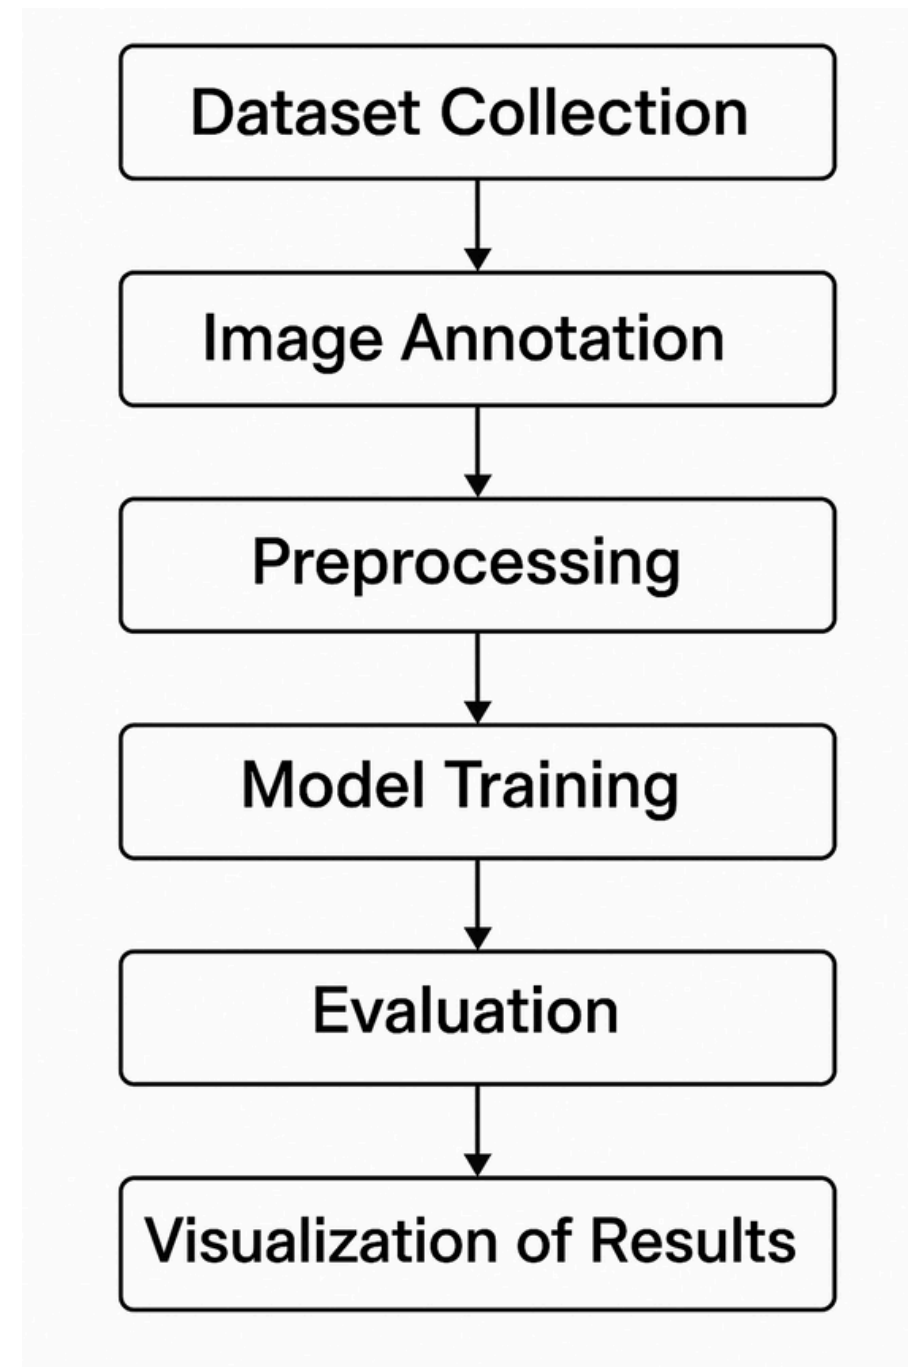 Dataset Collection
Image Annotation
Preprocessing
Model Training
Evaluation
Visualization of Results